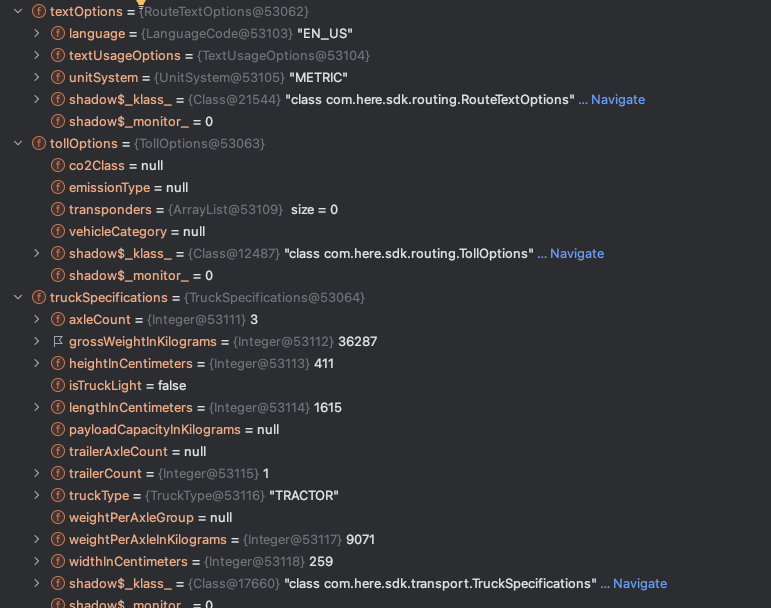 textOptions = {RouteTextOptions@53062}
language = {LanguageCode@53103} "EN_US"
textUsageOptions = {TextUsageOptions@53104}
unitSystem = {UnitSystem@53105} "METRIC"
shadow$_klass_ = {Class@21544} "class com.here.sdk.routing.RouteTextOptions" ... Navigate
shadow$_monitor_ = 0
tollOptions = {TollOptions@53063}
co2Class = null
emissionType = null
transponders = {ArrayList@53109} size = 0
vehicleCategory = null
shadow$_klass_ = {Class@12487} "class com.here.sdk.routing.TollOptions" ... Navigate
shadow$_monitor_ = 0
truckSpecifications = {TruckSpecifications@53064}
axleCount = {Integer@53111} 3
grossWeightInKilograms = {Integer@53112} 36287
heightInCentimeters = {Integer@53113} 411
isTruckLight = false
lengthInCentimeters = {Integer@53114} 1615
payloadCapacityInKilograms = null
trailerAxleCount = null
trailerCount = {Integer@53115} 1
truckType = {TruckType@53116} "TRACTOR"
weightPerAxleGroup = null
weightPerAxleInKilograms = {Integer@53117} 9071
widthInCentimeters = {Integer@53118} 259
shadow$_klass_ = {Class@17660} "class com.here.sdk.transport.TruckSpecifications" ... Navigate
shadow$_monitor_ = 0